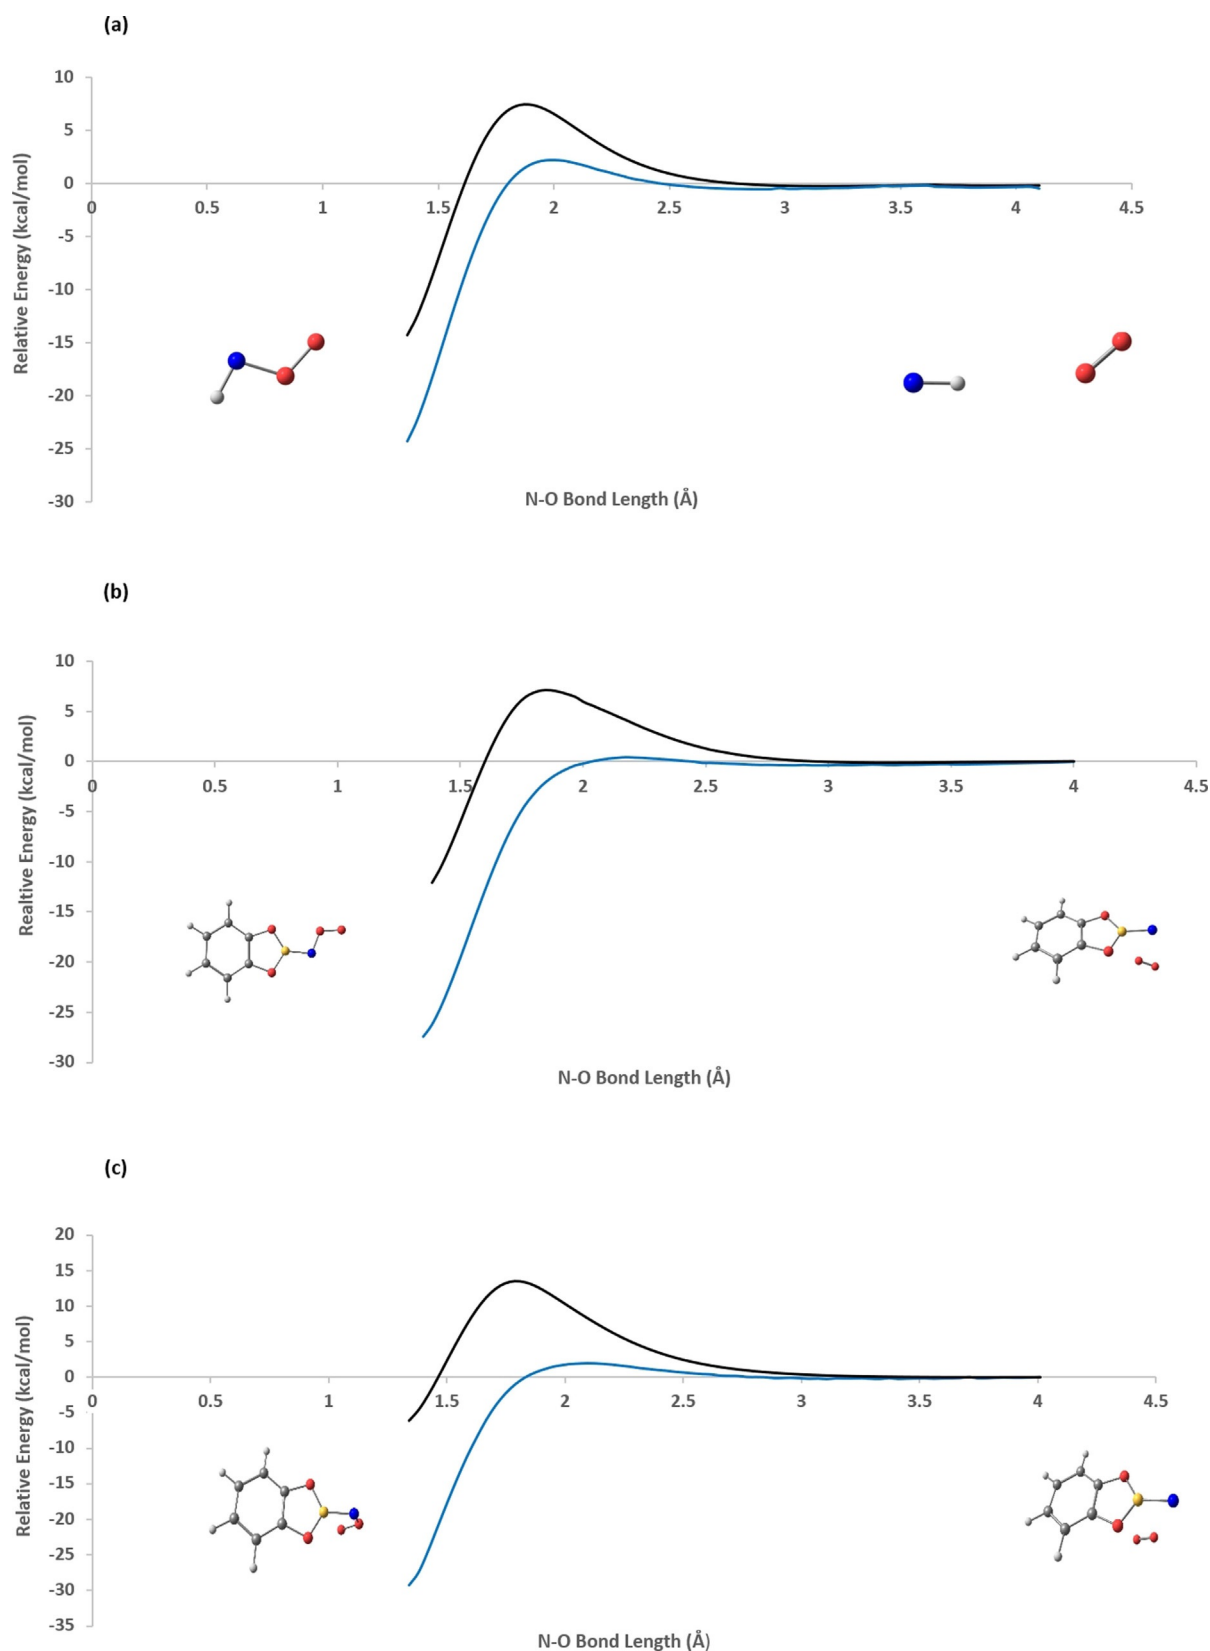 (a)
10
5
0
0 0.5 1 1.5 2 2.5 3 3.5 4 4.5
-5
-10
-15
-20
-25
-30
Relative Energy (kcal/mol)
N-O Bond Length (Å)
(b)
10
5
0
0 0.5 1 1.5 2 2.5 3 3.5 4 4.5
-5
-10
-15
-20
-25
-30
Realtive Energy (kcal/mol)
N-O Bond Length (Å)
(c)
20
15
10
5
0
0 0.5 1 1.5 2 2.5 3 3.5 4 4.5
-5
-10
-15
-20
-25
-30
-35
Relative Energy (kcal/mol)
N-O Bond Length (Å)